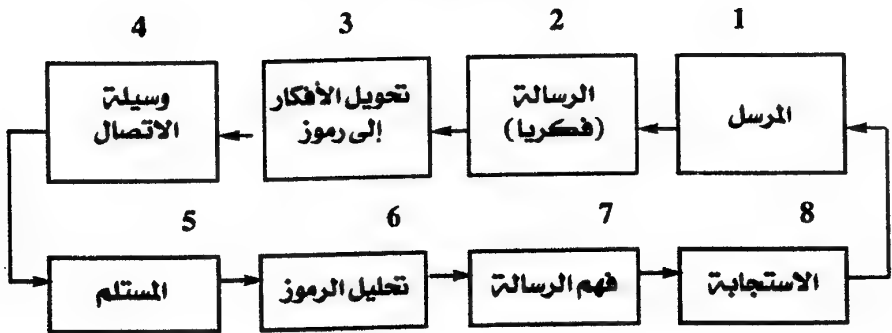 1
المرسل
2
الرسالة
(فكريا)
3
تحويل الأفكار
إلى رموز
4
وسيلة
الاتصال
5
المستلم
6
تحليل الرموز
7
فهم الرسالة
8
الاستجابة